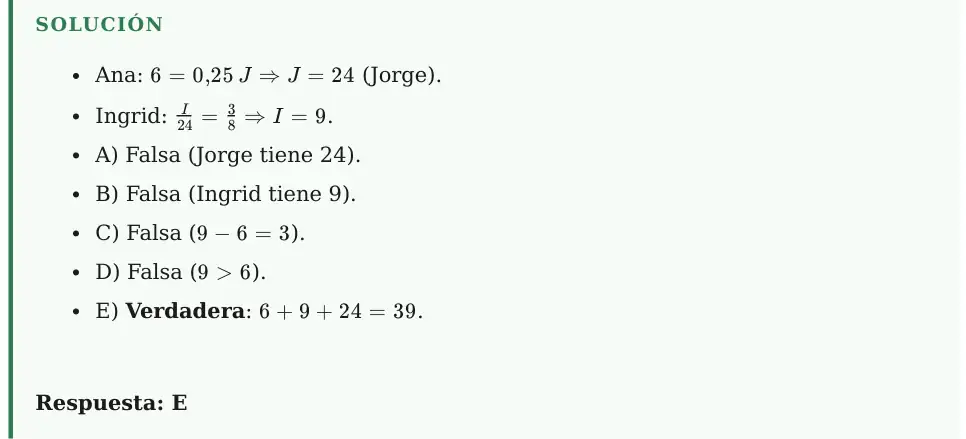 SOLUCIÓN
• Ana: 6 = 0,25 J ⇒ J = 24 (Jorge).
• Ingrid: I/24 = 3/8 ⇒ I = 9.
• A) Falsa (Jorge tiene 24).
• B) Falsa (Ingrid tiene 9).
• C) Falsa (9 − 6 = 3).
• D) Falsa (9 > 6).
• E) Verdadera: 6 + 9 + 24 = 39.
Respuesta: E